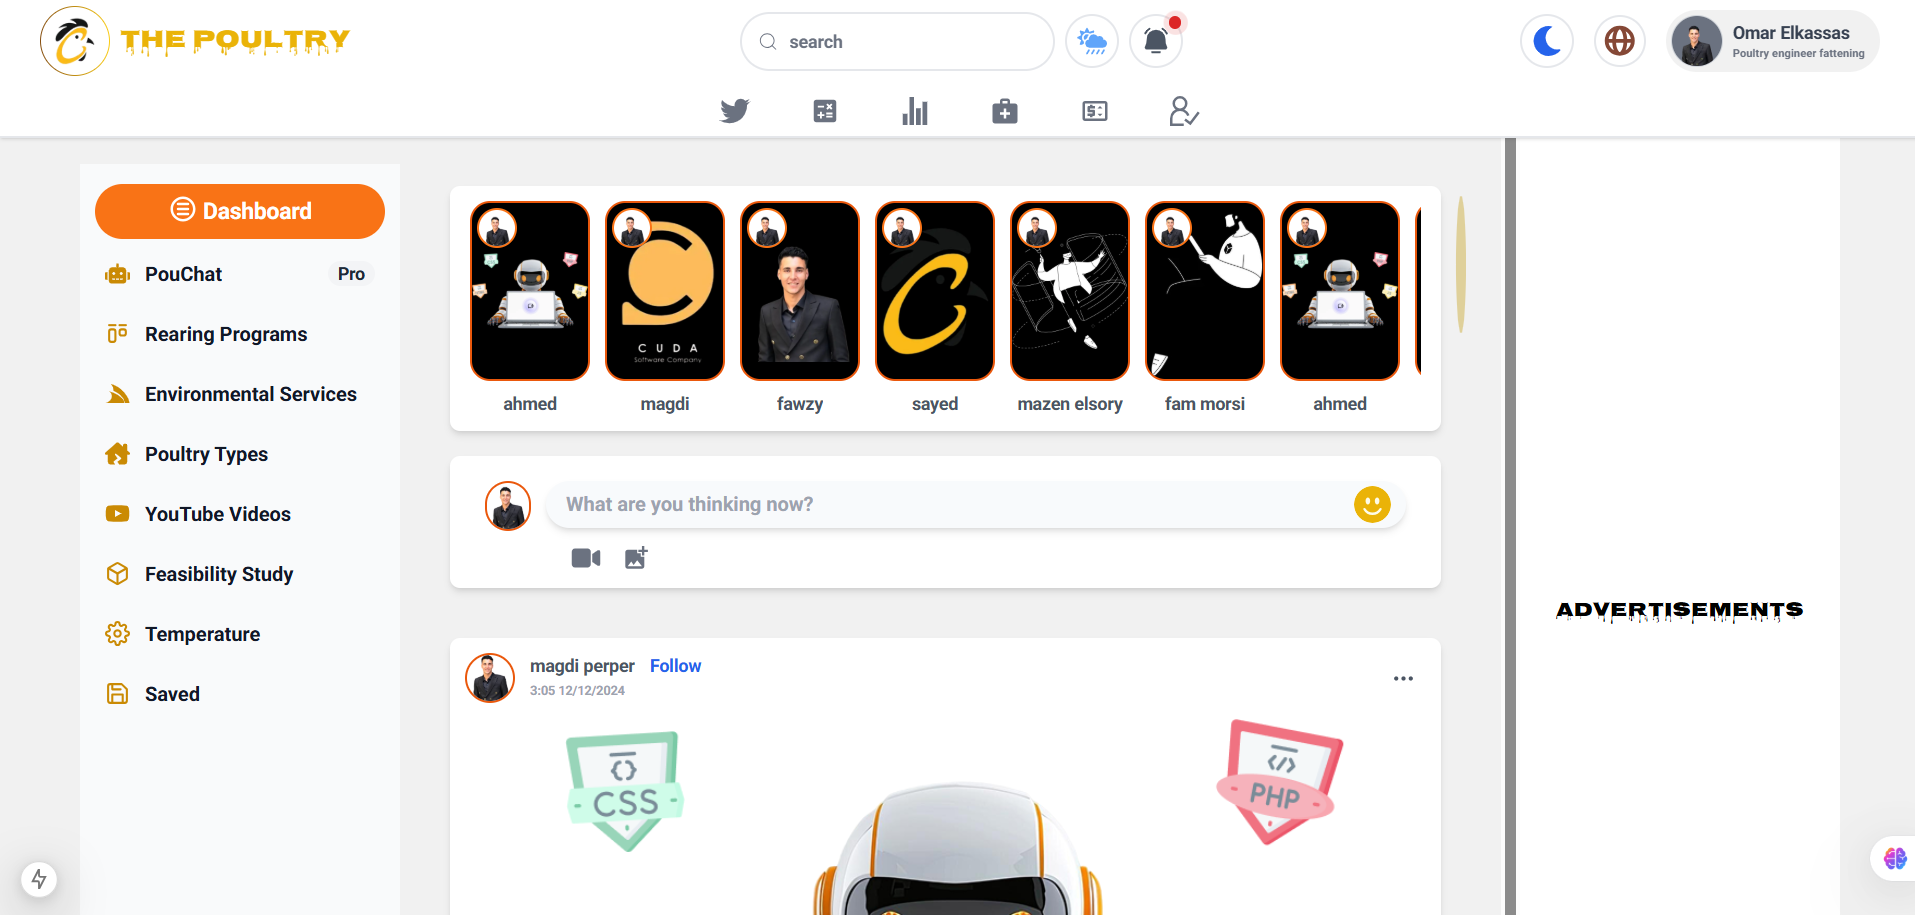 THE POULTRY
search
Omar Elkassas
Poultry engineer fattening
Dashboard
PouChat
Pro
Rearing Programs
Environmental Services
Poultry Types
YouTube Videos
Feasibility Study
Temperature
Saved
CUDA
Software Company
ahmed
magdi
fawzy
sayed
mazen elsory
fam morsi
ahmed
What are you thinking now?
magdi perper Follow
3:05 12/12/2024
{}
CSS
</>
PHP
ADVERTISEMENTS